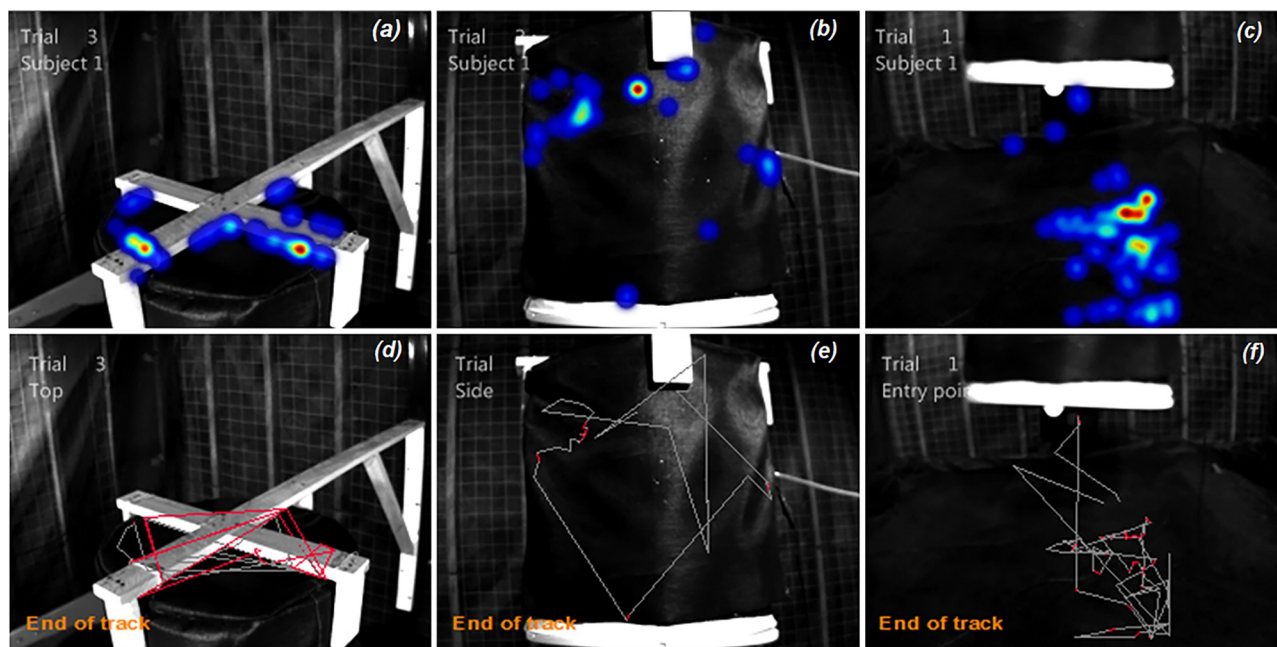 Trial 3
Subject 1
(a)
Trial
Subject 1
(b)
Trial 1
Subject 1
(c)
Trial 3
Top
(d)
End of track
Trial 3
Side
(e)
End of track
Trial 1
Entry poi
(f)
End of track